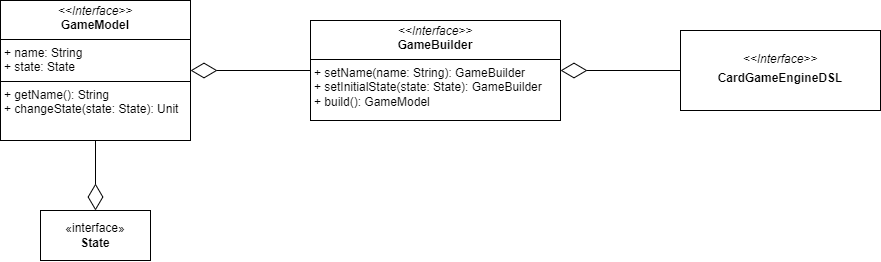 <<Interface>>
GameModel
+ name: String
+ state: State
+ getName(): String
+ changeState(state: State): Unit
<<Interface>>
GameBuilder
+ setName(name: String): GameBuilder
+ setInitialState(state: State): GameBuilder
+ build(): GameModel
<<Interface>>
CardGameEngineDSL
«interface»
State